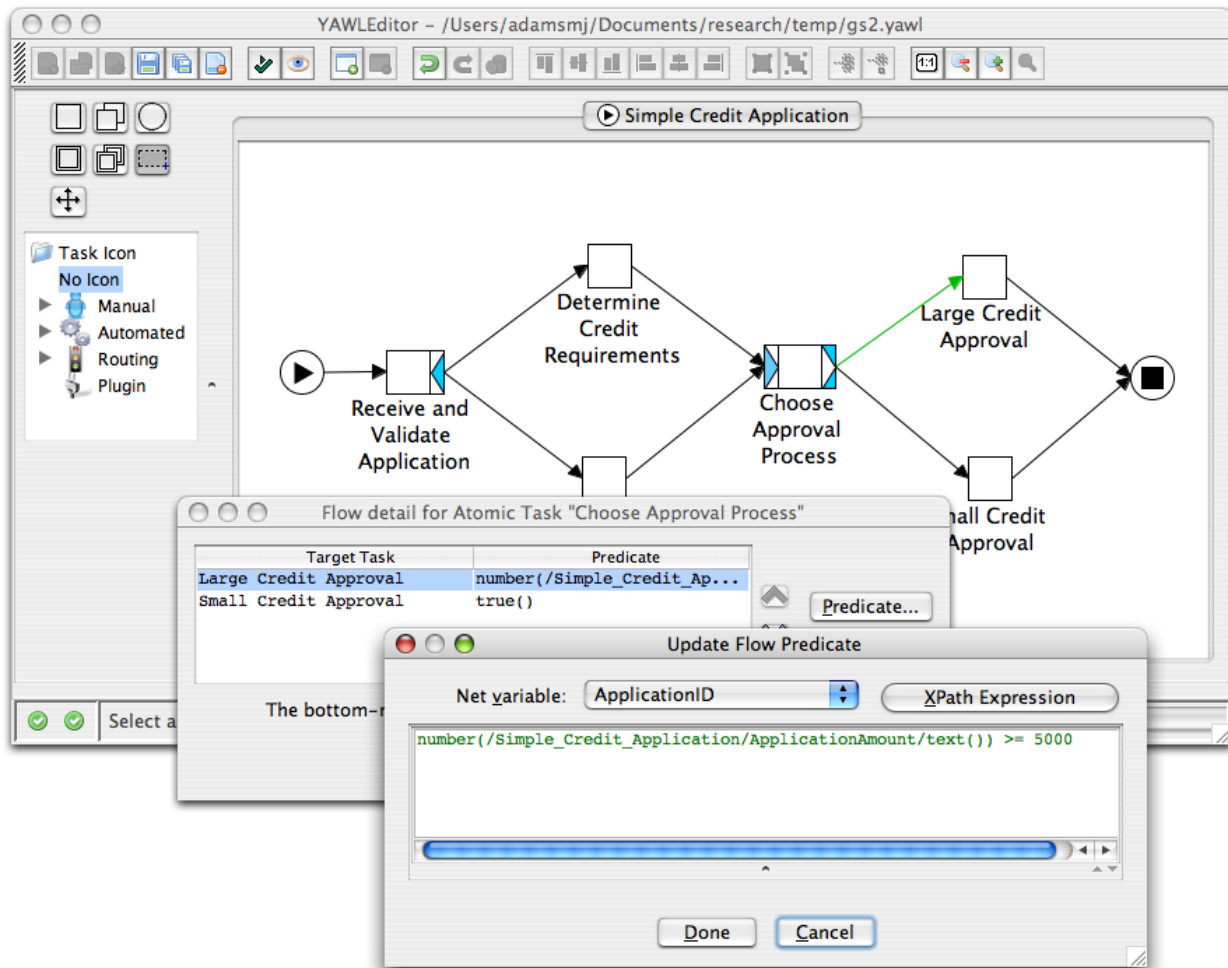 YAWLEditor – /Users/adamsmj/Documents/research/temp/gs2.yawl
1:1
Simple Credit Application
Task Icon
No Icon
Manual
Automated
Routing
Plugin
Determine
Credit
Requirements
Large Credit
Approval
Receive and
Validate
Application
Choose
Approval
Process
nall Credit
Approval
Flow detail for Atomic Task "Choose Approval Process"
Target Task Predicate
Large Credit Approval number(/Simple_Credit_Ap...
Small Credit Approval true()
Predicate...
The bottom-
Select a
Update Flow Predicate
Net variable: ApplicationID XPath Expression
number(/Simple_Credit_Application/ApplicationAmount/text()) >= 5000
Done Cancel